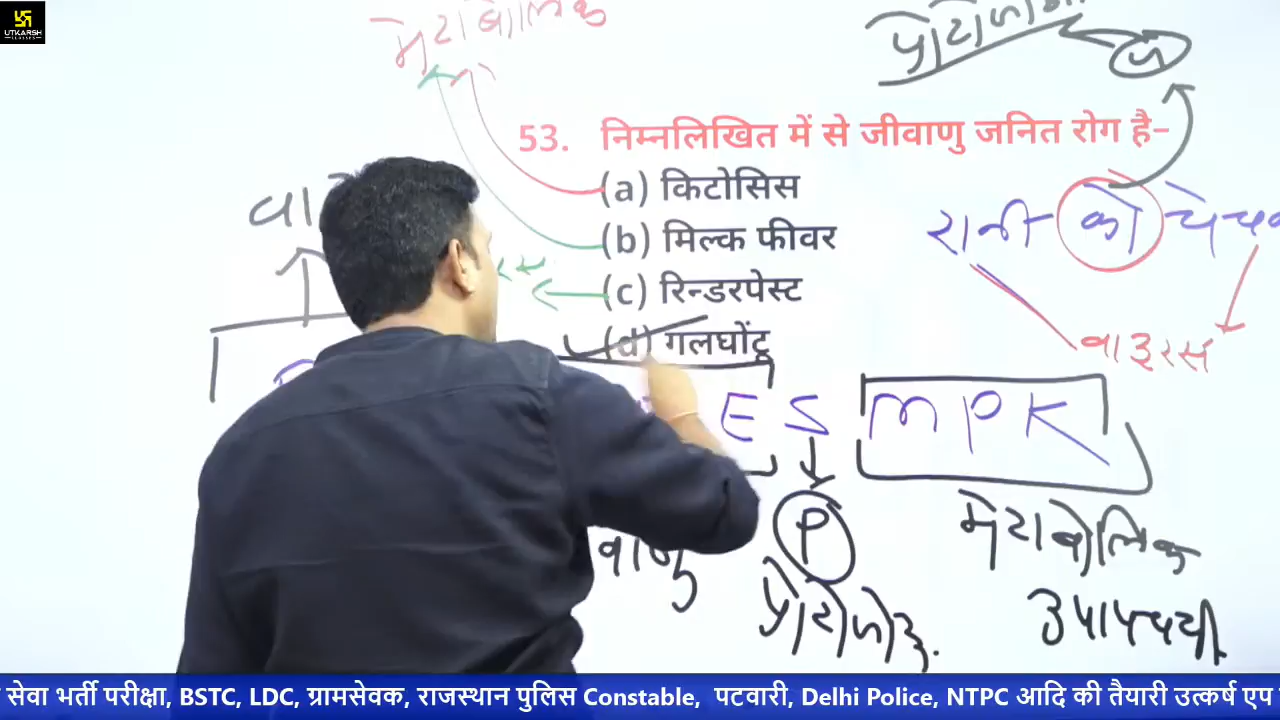 UTKARSH
CLASSES
मेटाबोलिक
53. निम्नलिखित में से जीवाणु जनित रोग है-
(a) किटोसिस
(b) मिल्क फीवर
(c) रिन्डरपेस्ट
(d) गलघोंटू
रानी को चेचक
वाइरस
E S M P K
P
मेटाबोलिक
प्रोटोजोइ.
उपापचयी
सेवा भर्ती परीक्षा, BSTC, LDC, ग्रामसेवक, राजस्थान पुलिस Constable, पटवारी, Delhi Police, NTPC आदि की तैयारी उत्कर्ष एप